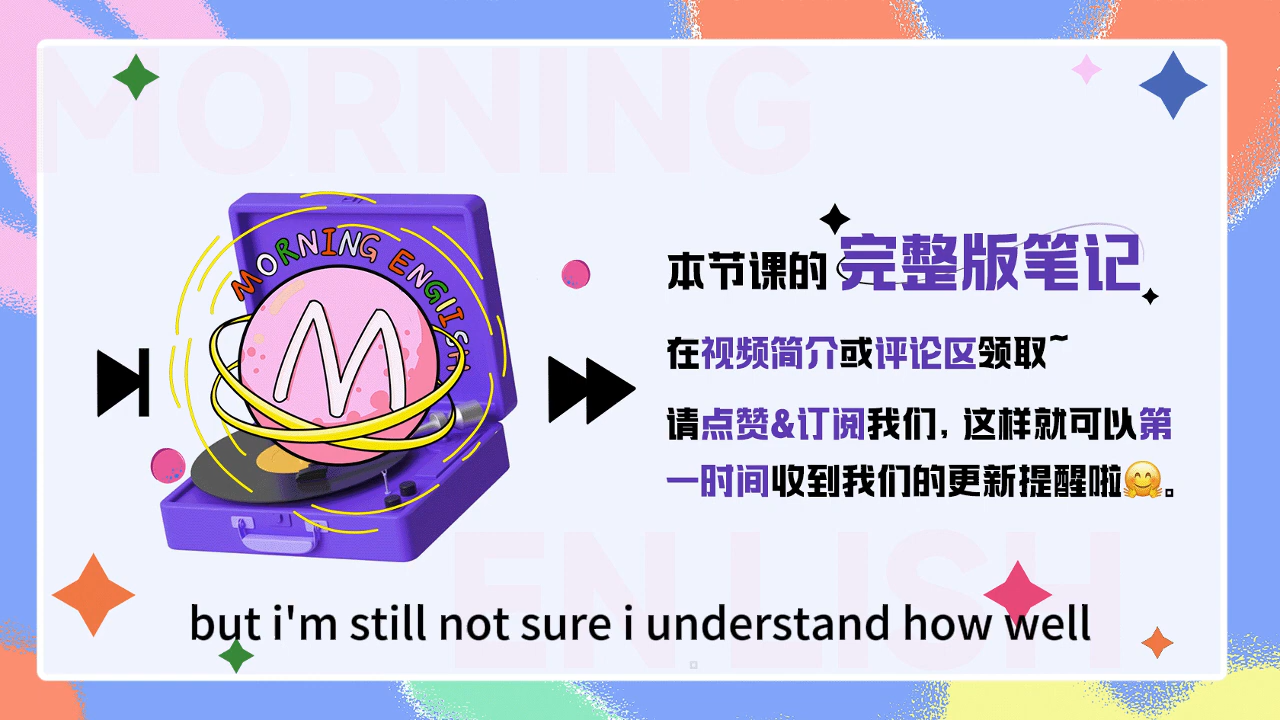 MORNING
MORNING ENGlISH
M
本节课的 完整版笔记
在视频简介或评论区领取~
请点赞&订阅我们，这样就可以第
一时间收到我们的更新提醒啦🤗。
EN LISH
but i'm still not sure i understand how well